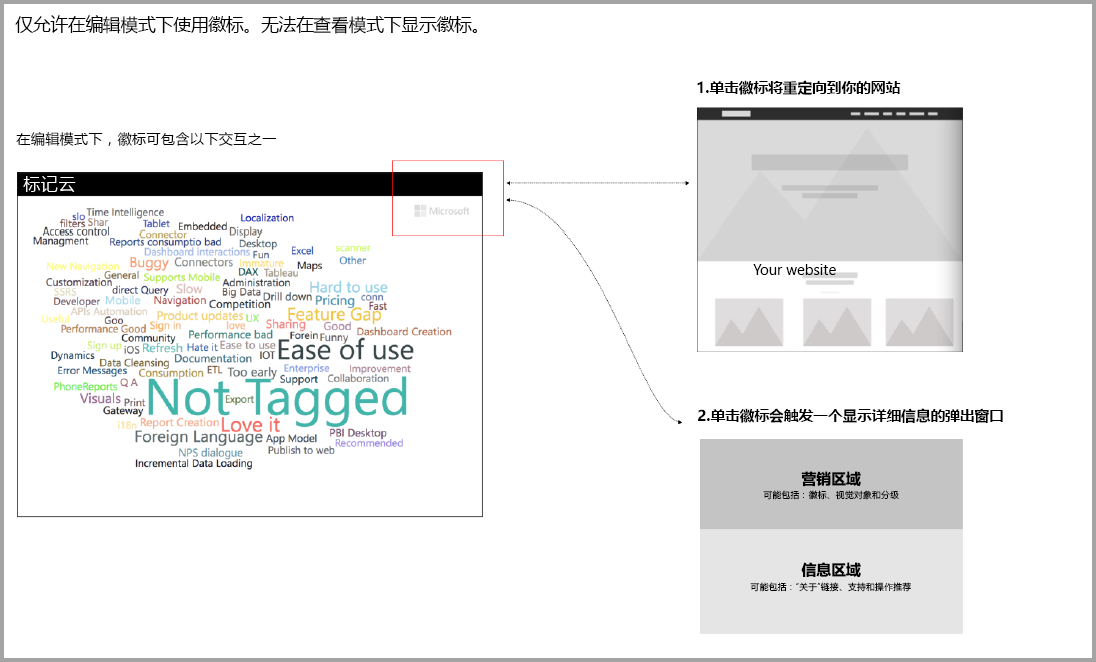 仅允许在编辑模式下使用徽标。无法在查看模式下显示徽标。
在编辑模式下，徽标可包含以下交互之一
标记云
Microsoft
slo Time Intelligence
filters Shar Tablet Embedded Localization
Access control Connector Display
Managment Reports consumptio bad Desktop
Dashboard interactions Fun Excel scanner
New Navigation Buggy Connectors Immature Maps Other
General Supports Mobile DAX Tableau
Customization direct Query Slow Administration Hard to use
SSRS Big Data Drill down Pricing conn
Developer Mobile Navigation Competition Fast
APIs Automation Product updates UX Feature Gap
Useful Goo Sign in love Sharing Good
Performance Good Performance bad Forein Funny Dashboard Creation
Community
Sign up iOS Refresh Hate it Ease to use Ease of use
Dynamics Data Cleansing Documentation IOT
Error Messages Consumption ETL Too early Enterprise Improvement
PhoneReports Q A Support Collaboration
Visuals Print Not Tagged Export
Gateway
i18n Report Creation Love it
Foreign Language App Model PBI Desktop
Recommended
NPS dialogue Publish to web
Incremental Data Loading
1.单击徽标将重定向到你的网站
Your website
2.单击徽标会触发一个显示详细信息的弹出窗口
营销区域
可能包括：徽标、视觉对象和分级
信息区域
可能包括：“关于”链接、支持和操作推荐